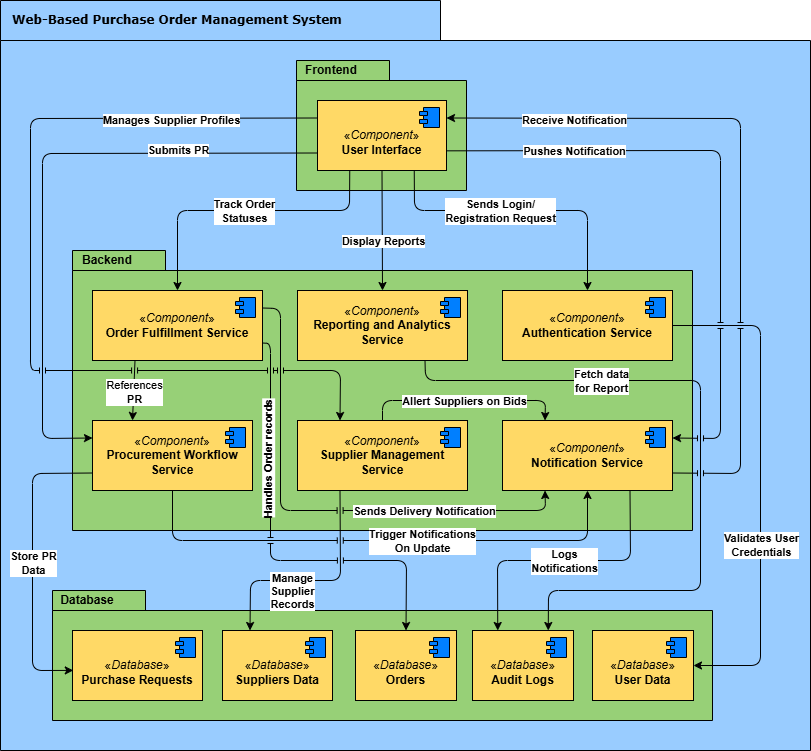 Web-Based Purchase Order Management System
Frontend
«Component»
User Interface
Manages Supplier Profiles
Receive Notification
Submits PR
Pushes Notification
Track Order
Statuses
Sends Login/
Registration Request
Display Reports
Backend
«Component»
Order Fulfillment Service
«Component»
Reporting and Analytics
Service
«Component»
Authentication Service
References
PR
Fetch data
for Report
Allert Suppliers on Bids
Handles Order records
«Component»
Procurement Workflow
Service
«Component»
Supplier Management
Service
«Component»
Notification Service
Sends Delivery Notification
Trigger Notifications
On Update
Store PR
Data
Logs
Notifications
Validates User
Credentials
Manage
Supplier
Records
Database
«Database»
Purchase Requests
«Database»
Suppliers Data
«Database»
Orders
«Database»
Audit Logs
«Database»
User Data